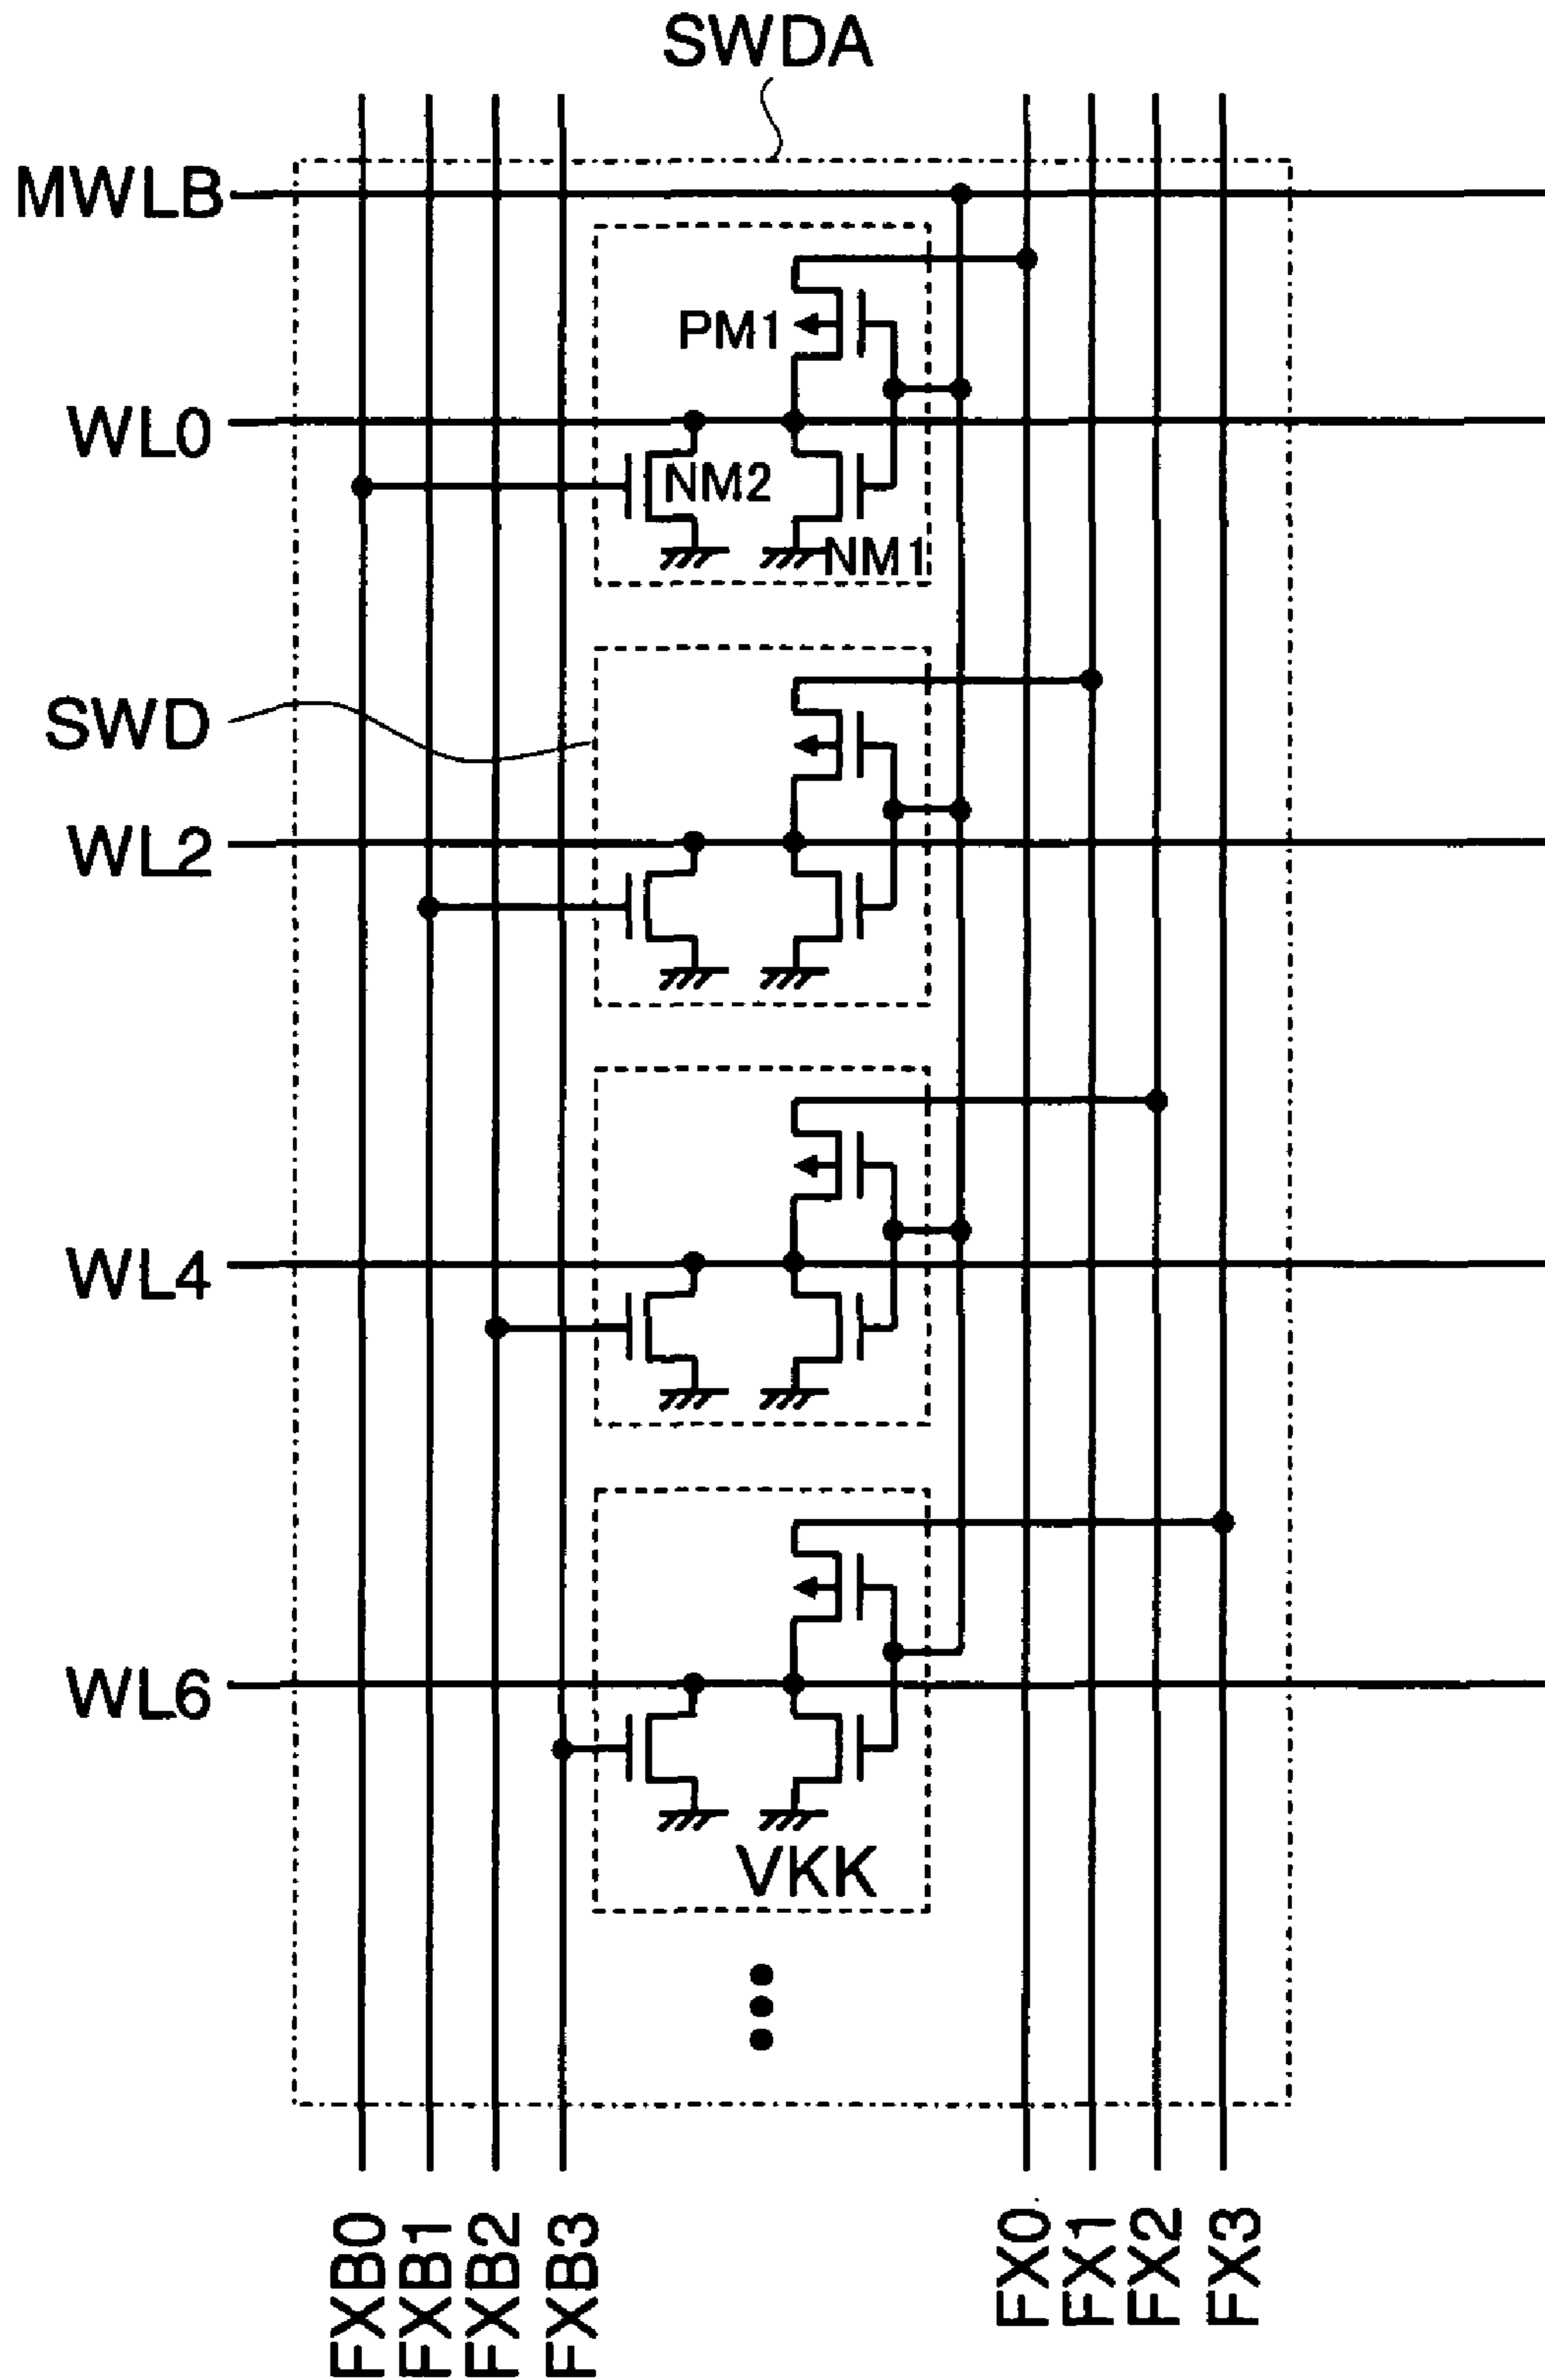 SWDA
MWLB
PM1
WL0
NM2
NM1
SWD
WL2
WL4
WL6
VKK
FXB0
FXB1
FXB2
FXB3
FX0
FX1
FX2
FX3